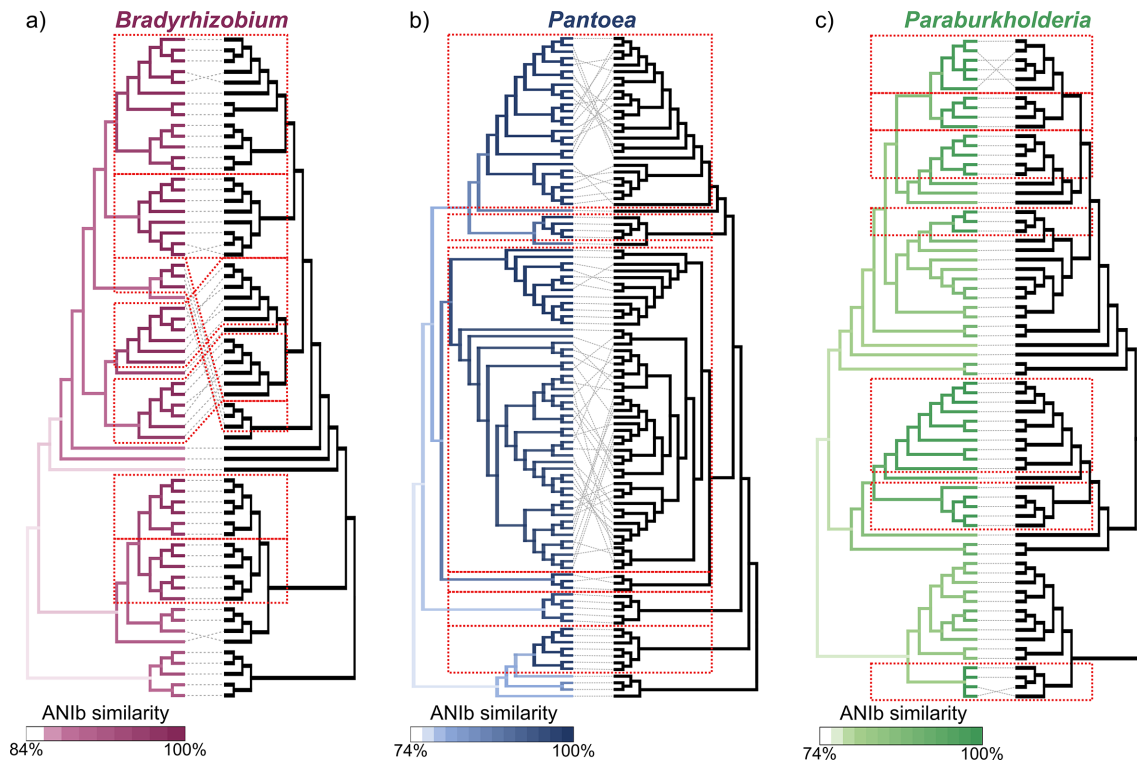 a) Bradyrhizobium
b) Pantoea
c) Paraburkholderia
ANIb similarity
84% 100%
ANIb similarity
74% 100%
ANIb similarity
74% 100%